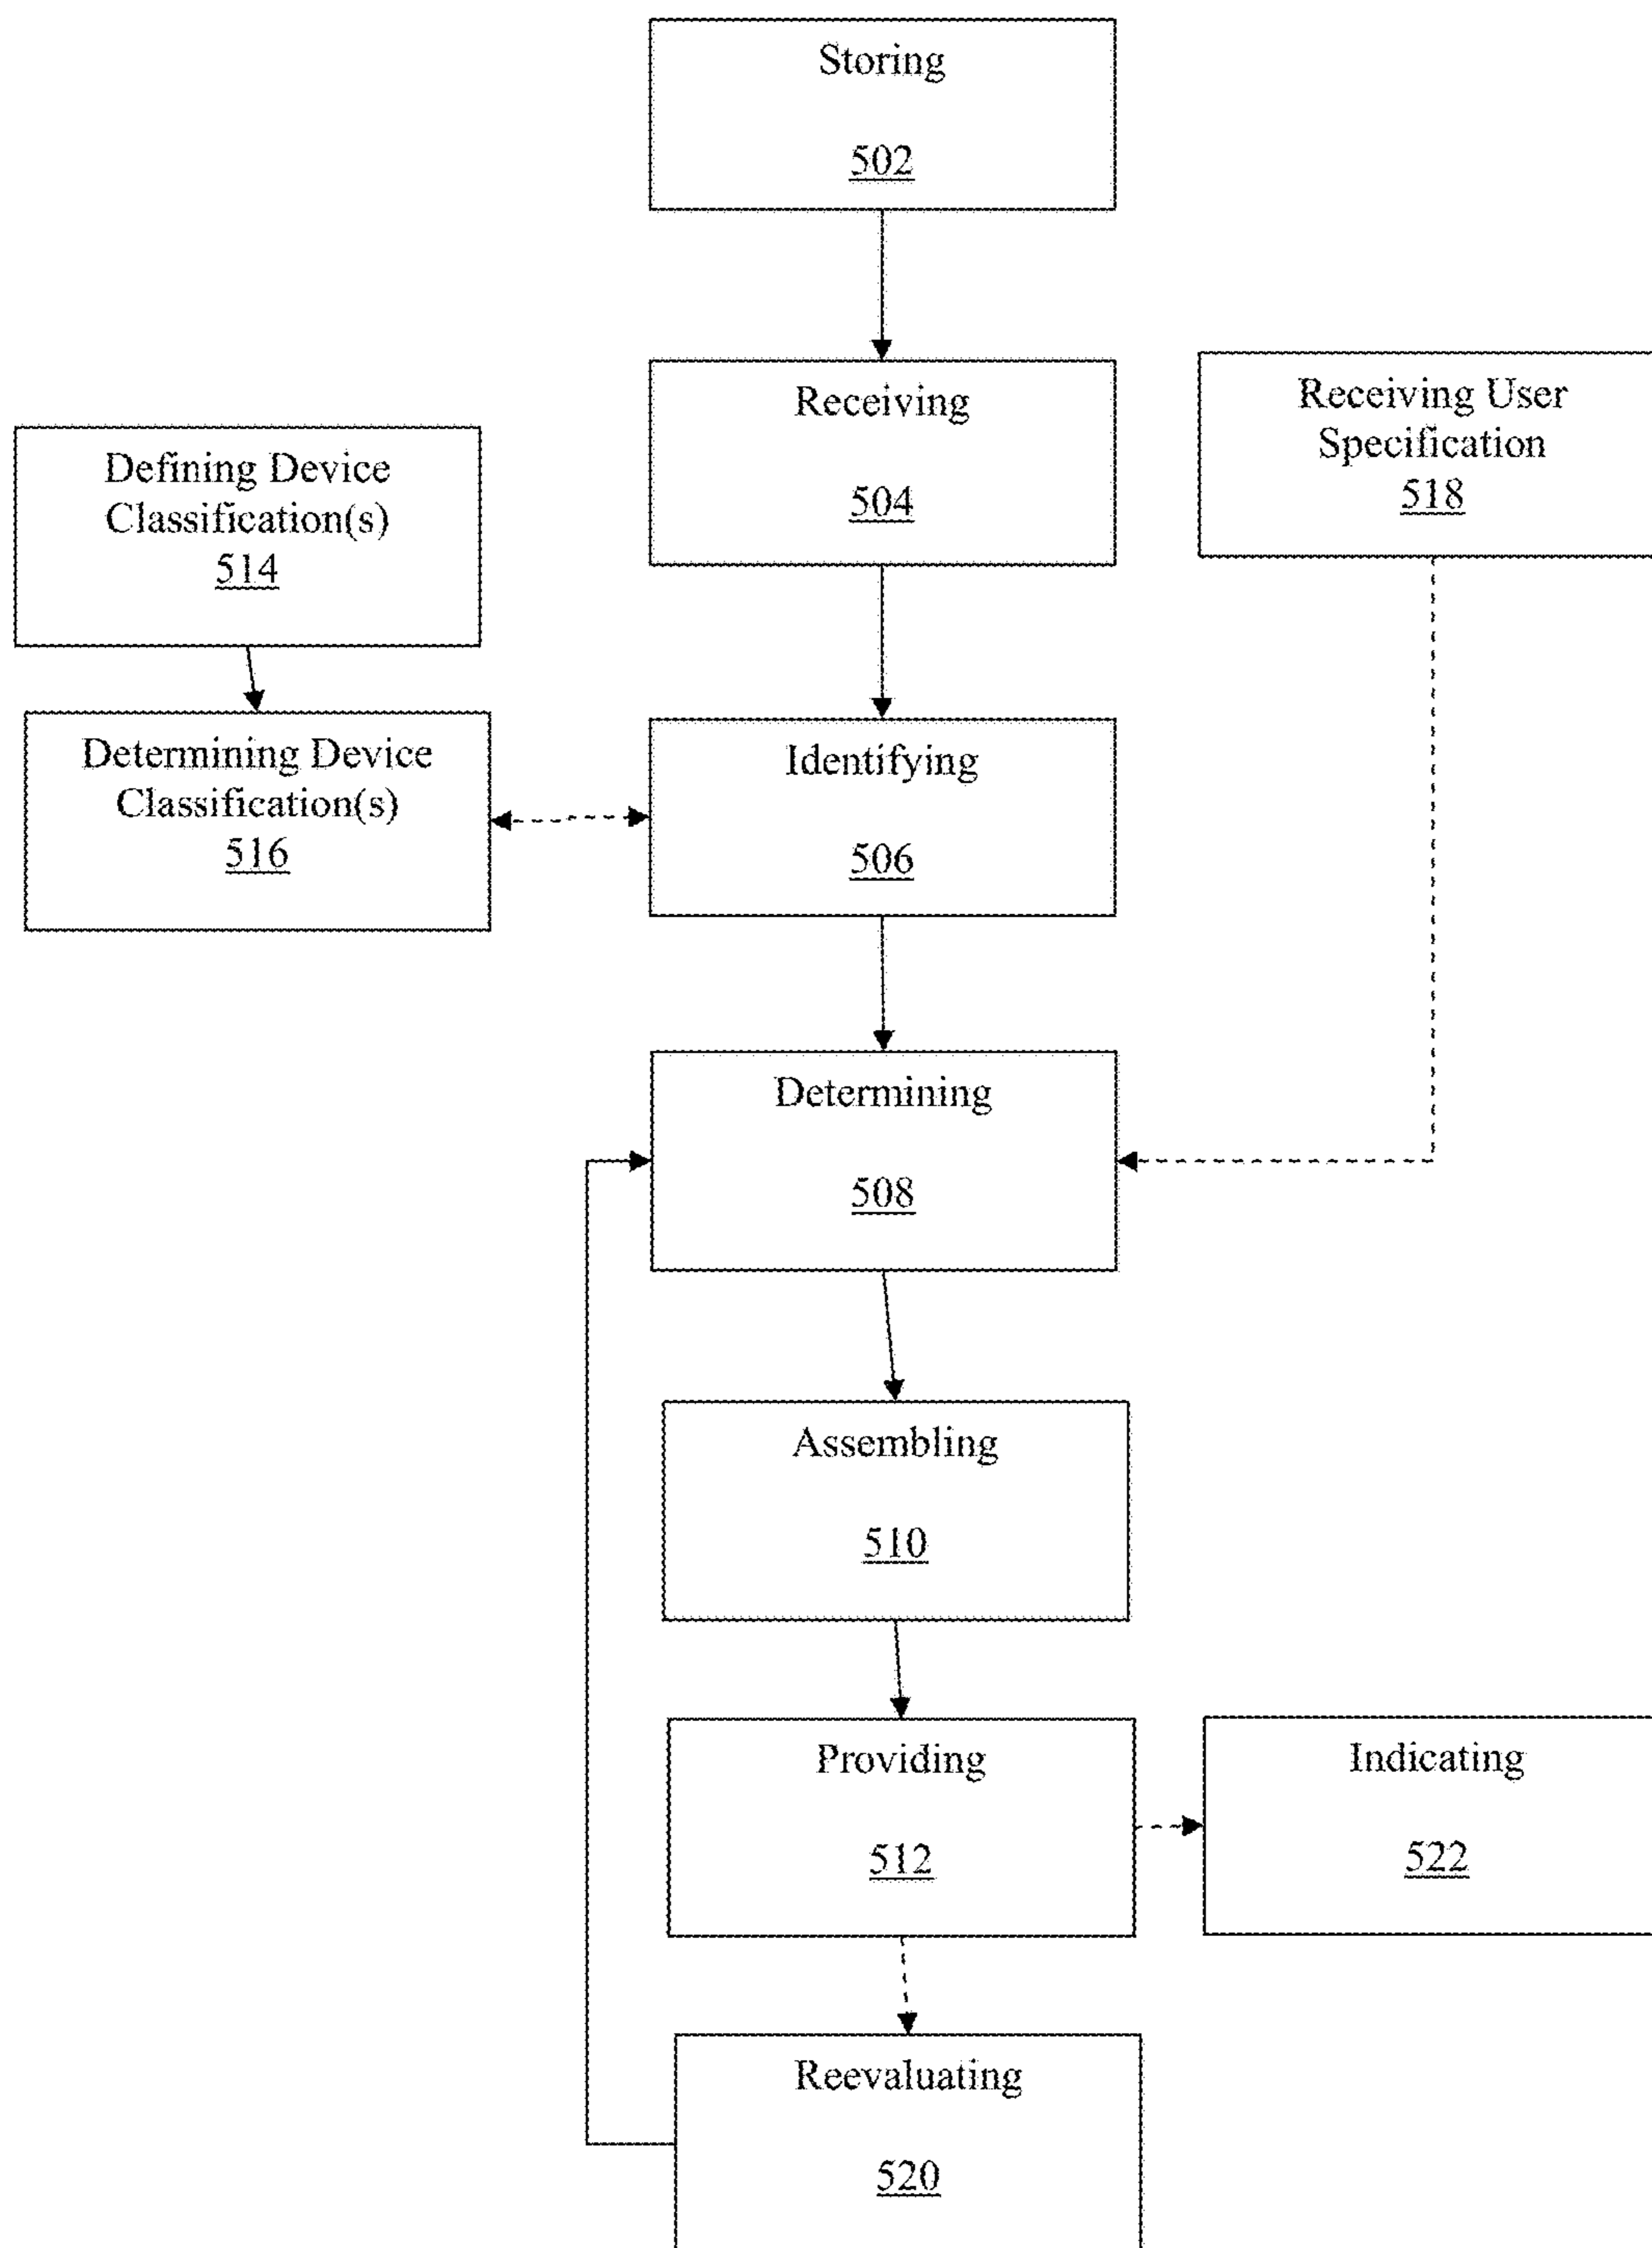 Storing
502
Receiving
504
Receiving User
Specification
518
Defining Device
Classification(s)
514
Determining Device
Classification(s)
516
Identifying
506
Determining
508
Assembling
510
Providing
512
Indicating
522
Reevaluating
520